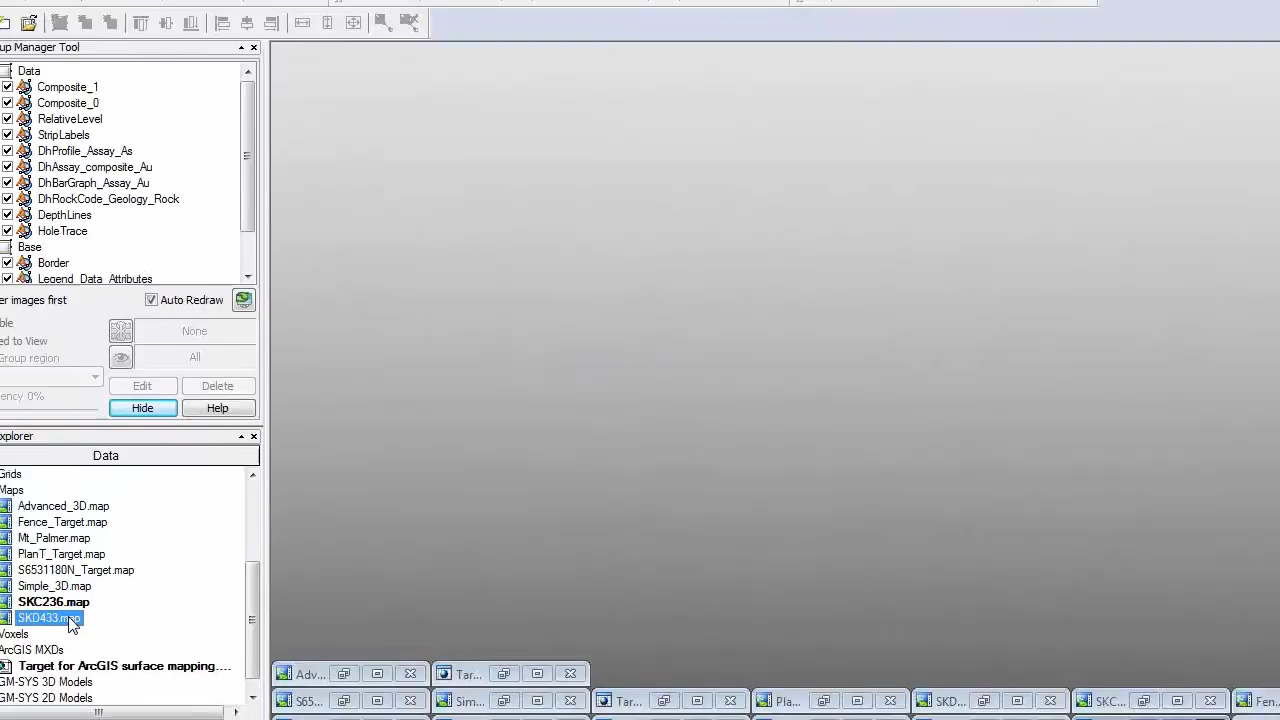 up Manager Tool
Data
Composite_1
Composite_0
RelativeLevel
StripLabels
DhProfile_Assay_As
DhAssay_composite_Au
DhBarGraph_Assay_Au
DhRockCode_Geology_Rock
DepthLines
HoleTrace
Base
Border
Legend_Data_Attributes
er images first
Auto Redraw
ble
None
ed to View
Group region
All
ency 0%
Edit
Delete
Hide
Help
xplorer
Data
Grids
Maps
Advanced_3D.map
Fence_Target.map
Mt_Palmer.map
PlanT_Target.map
S6531180N_Target.map
Simple_3D.map
SKC236.map
SKD433.map
Voxels
ArcGIS MXDs
Target for ArcGIS surface mapping....
GM-SYS 3D Models
GM-SYS 2D Models
Adv... Tar...
S65... Sim... Tar... Pla... SKD... SKC... Fen